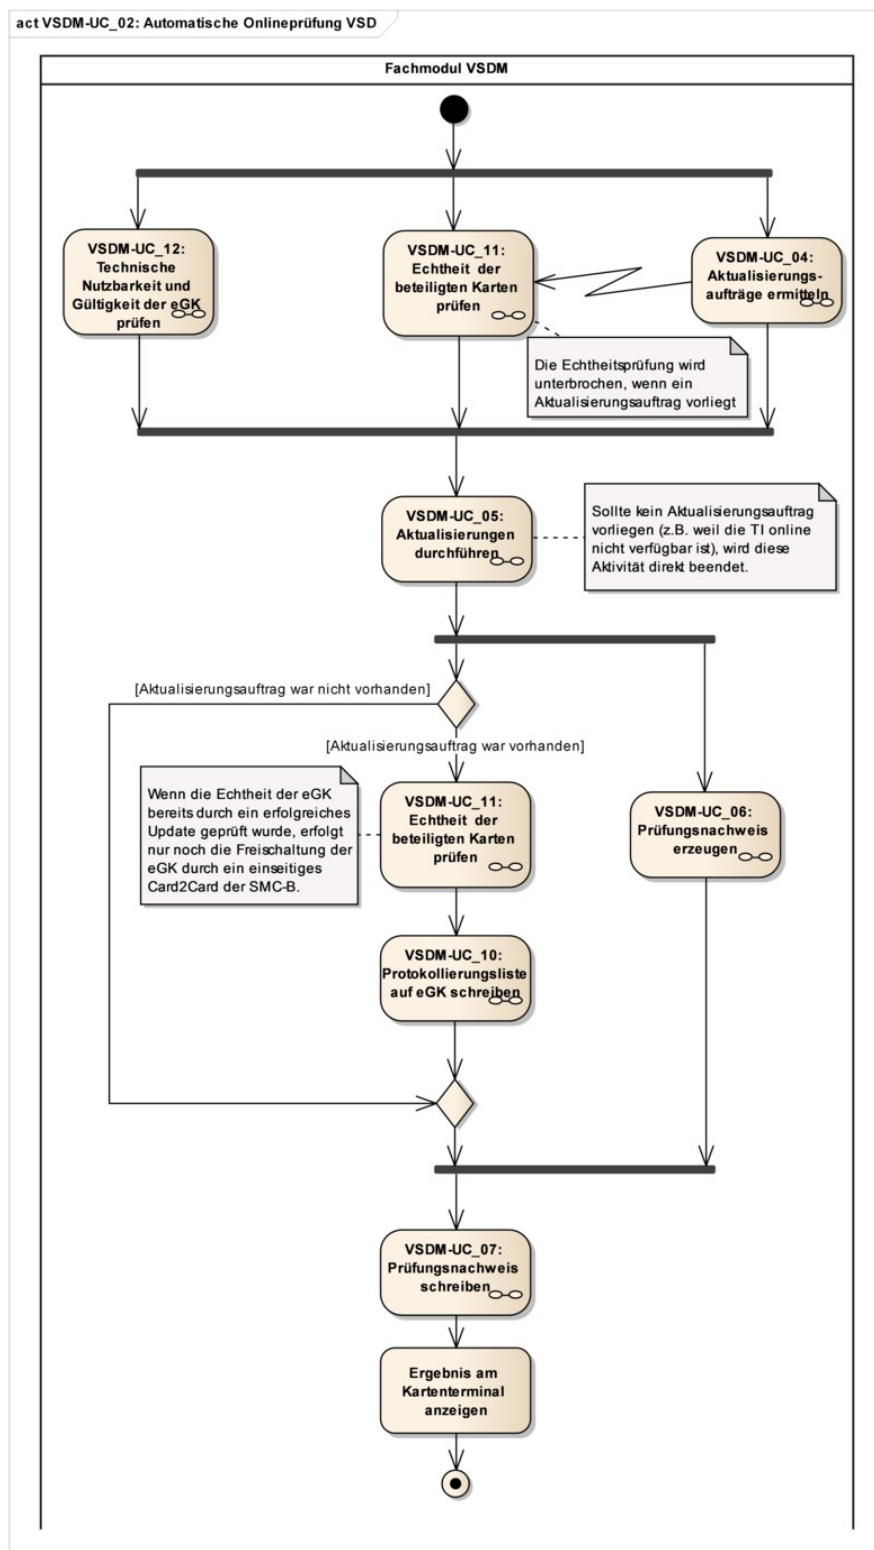 act VSDM-UC_02: Automatische Onlineprüfung VSD
Fachmodul VSDM
VSDM-UC_12:
Technische
Nutzbarkeit und
Gültigkeit der eGK
prüfen
VSDM-UC_11:
Echtheit der
beteiligten Karten
prüfen
VSDM-UC_04:
Aktualisierungs-
aufträge ermitteln
Die Echtheitsprüfung wird
unterbrochen, wenn ein
Aktualisierungsauftrag vorliegt
VSDM-UC_05:
Aktualisierungen
durchführen
Sollte kein Aktualisierungsauftrag
vorliegen (z.B. weil die TI online
nicht verfügbar ist), wird diese
Aktivität direkt beendet.
[Aktualisierungsauftrag war nicht vorhanden]
[Aktualisierungsauftrag war vorhanden]
Wenn die Echtheit der eGK
bereits durch ein erfolgreiches
Update geprüft wurde, erfolgt
nur noch die Freischaltung der
eGK durch ein einseitiges
Card2Card der SMC-B.
VSDM-UC_11:
Echtheit der
beteiligten Karten
prüfen
VSDM-UC_06:
Prüfungsnachweis
erzeugen
VSDM-UC_10:
Protokollierungsliste
auf eGK schreiben
VSDM-UC_07:
Prüfungsnachweis
schreiben
Ergebnis am
Kartenterminal
anzeigen